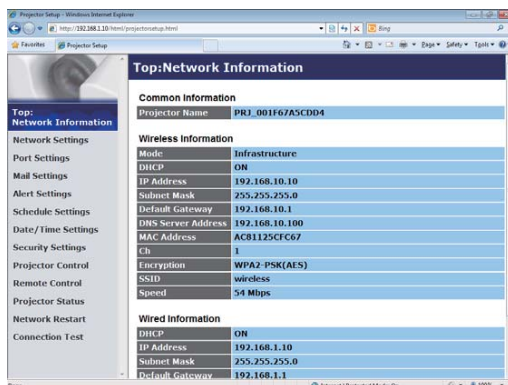 Projector Setup - Windows Internet Explorer
http://192.168.1.10/html/projectorsetup.html
Bing
Favorites Projector Setup Page Safety Tools
Top:Network Information
Top:
Network Information
Network Settings
Port Settings
Mail Settings
Alert Settings
Schedule Settings
Date/Time Settings
Security Settings
Projector Control
Remote Control
Projector Status
Network Restart
Connection Test
Common Information
Projector Name PRJ_001F67A5CDD4
Wireless Information
Mode Infrastructure
DHCP ON
IP Address 192.168.10.10
Subnet Mask 255.255.255.0
Default Gateway 192.168.10.1
DNS Server Address 192.168.10.100
MAC Address AC81125CFC67
Ch 1
Encryption WPA2-PSK(AES)
SSID wireless
Speed 54 Mbps
Wired Information
DHCP ON
IP Address 192.168.1.10
Subnet Mask 255.255.255.0
Default Gateway 192.168.1.1